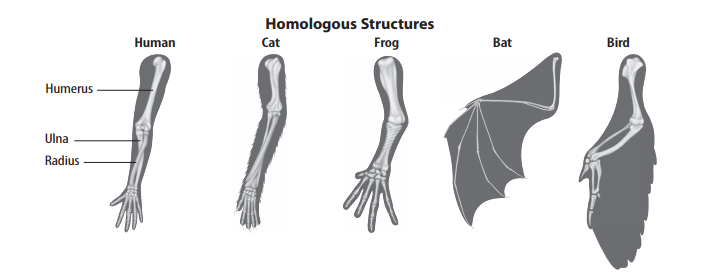 Homologous Structures
Human Cat Frog Bat Bird
Humerus
Ulna
Radius